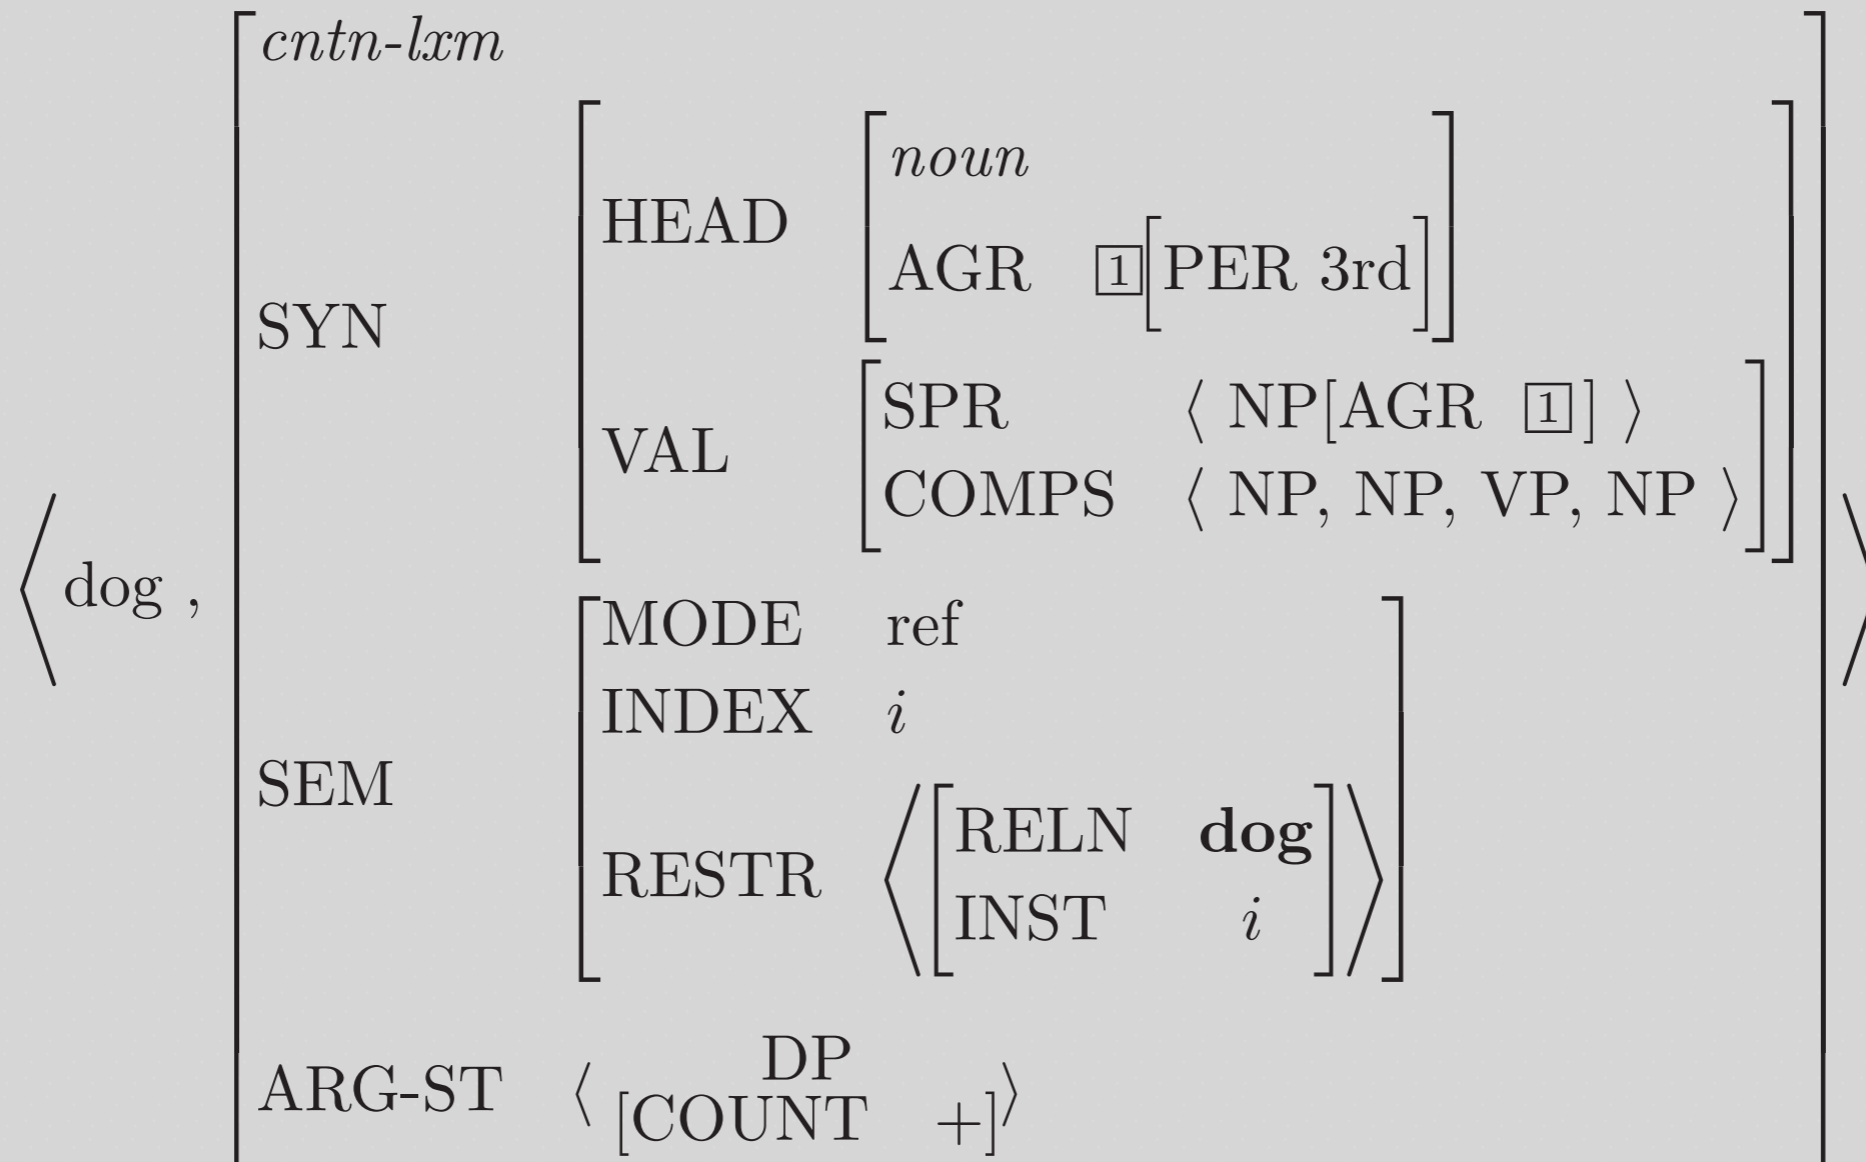 cntn-lxm
noun
HEAD
AGR 1[PER 3rd]
SYN
SPR ⟨ NP[AGR 1] ⟩
VAL
COMPS ⟨ NP, NP, VP, NP ⟩
⟨ dog ,
MODE ref
INDEX i
SEM
RELN dog
RESTR
INST i
DP
ARG-ST ⟨ ⟩
[COUNT +]